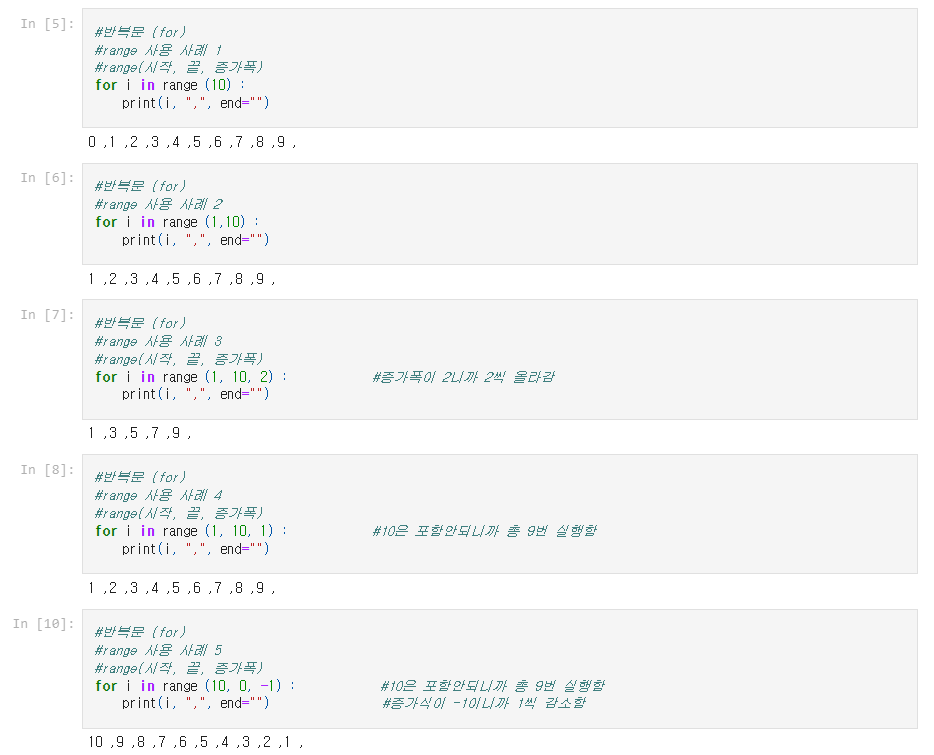 In [5]:
#반복문 (for)
#range 사용 사례 1
#range(시작, 끝, 증가폭)
for i in range (10) :
print(i, ",", end="")
0 ,1 ,2 ,3 ,4 ,5 ,6 ,7 ,8 ,9 ,
In [6]:
#반복문 (for)
#range 사용 사례 2
for i in range (1,10) :
print(i, ",", end="")
1 ,2 ,3 ,4 ,5 ,6 ,7 ,8 ,9 ,
In [7]:
#반복문 (for)
#range 사용 사례 3
#range(시작, 끝, 증가폭)
for i in range (1, 10, 2) : #증가폭이 2니까 2씩 올라감
print(i, ",", end="")
1 ,3 ,5 ,7 ,9 ,
In [8]:
#반복문 (for)
#range 사용 사례 4
#range(시작, 끝, 증가폭)
for i in range (1, 10, 1) : #10은 포함안되니까 총 9번 실행함
print(i, ",", end="")
1 ,2 ,3 ,4 ,5 ,6 ,7 ,8 ,9 ,
In [10]:
#반복문 (for)
#range 사용 사례 5
#range(시작, 끝, 증가폭)
for i in range (10, 0, -1) : #10은 포함안되니까 총 9번 실행함
print(i, ",", end="") #증가식이 -1이니까 1씩 감소함
10 ,9 ,8 ,7 ,6 ,5 ,4 ,3 ,2 ,1 ,